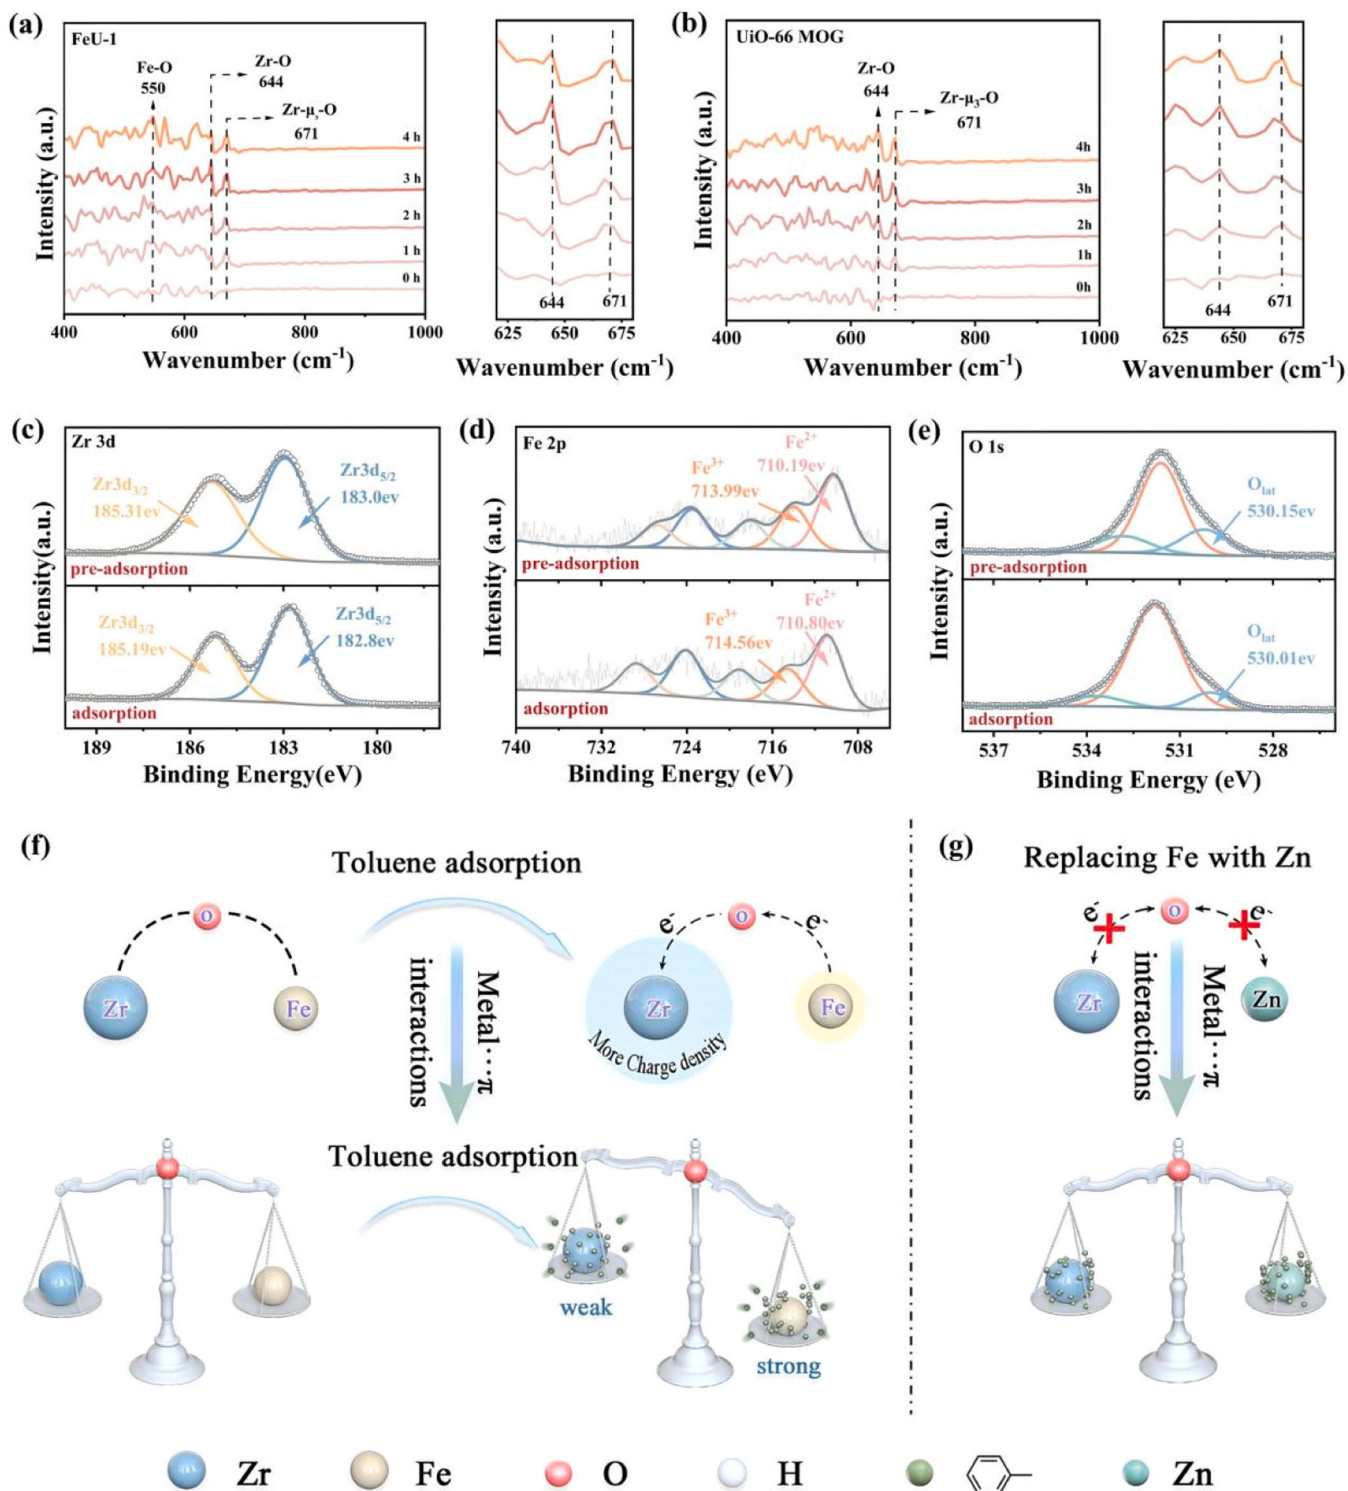 (a)
FeU-1
Fe-O
550
Zr-O
644
Zr-μ₃-O
671
4 h
3 h
2 h
1 h
0 h
Intensity (a.u.)
400 600 800 1000
Wavenumber (cm⁻¹)
644 671
625 650 675
Wavenumber (cm⁻¹)
(b)
UiO-66 MOG
Zr-O
644
Zr-μ₃-O
671
4h
3h
2h
1h
0h
Intensity (a.u.)
400 600 800 1000
Wavenumber (cm⁻¹)
644 671
625 650 675
Wavenumber (cm⁻¹)
(c)
Zr 3d
Zr3d₃/₂
185.31ev
Zr3d₅/₂
183.0ev
pre-adsorption
Zr3d₃/₂
185.19ev
Zr3d₅/₂
182.8ev
adsorption
Intensity(a.u.)
189 186 183 180
Binding Energy(eV)
(d)
Fe 2p
Fe³⁺
713.99ev
Fe²⁺
710.19ev
pre-adsorption
Fe³⁺
714.56ev
Fe²⁺
710.80ev
adsorption
Intensity (a.u.)
740 732 724 716 708
Binding Energy (eV)
(e)
O 1s
Oₗₐₜ
530.15ev
pre-adsorption
Oₗₐₜ
530.01ev
adsorption
Intensity (a.u.)
537 534 531 528
Binding Energy (eV)
(f)
Toluene adsorption
O
Zr
Fe
Metal···π
interactions
e⁻
O
e⁻
Zr
Fe
More Charge density
Toluene adsorption
weak
strong
(g)
Replacing Fe with Zn
e⁻
O
e⁻
Zr
Zn
Metal···π
interactions
Zr Fe O H Zn